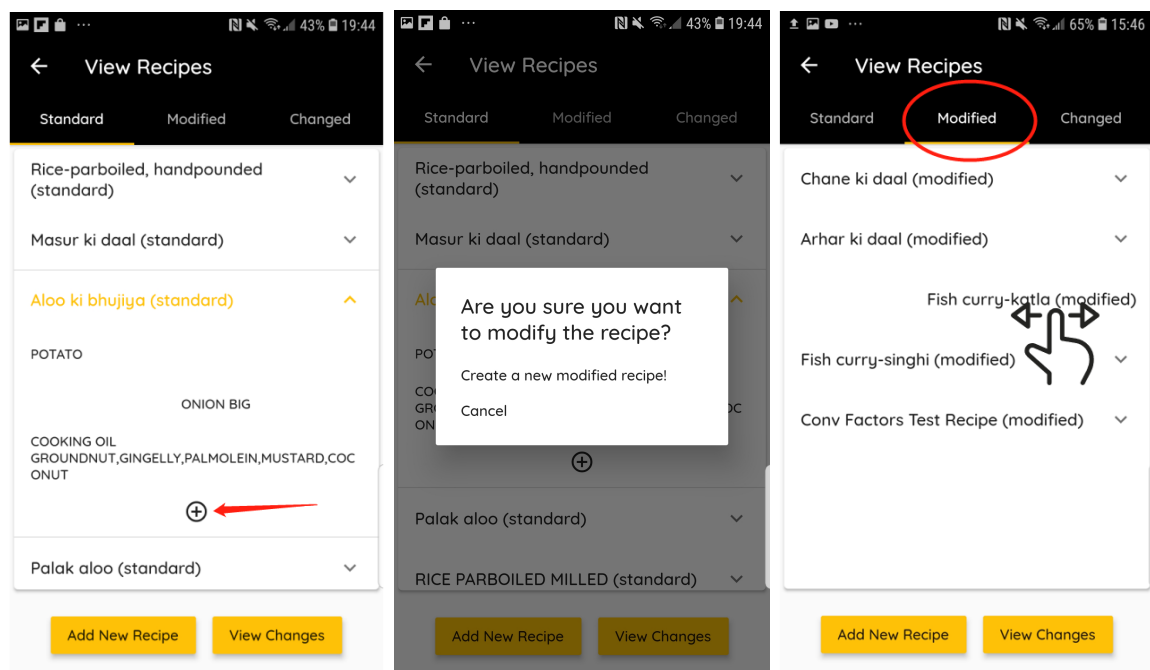 43% 19:44
View Recipes
Standard Modified Changed
Rice-parboiled, handpounded
(standard)
Masur ki daal (standard)
Aloo ki bhujiya (standard)
POTATO
ONION BIG
COOKING OIL
GROUNDNUT,GINGELLY,PALMOLEIN,MUSTARD,COC
ONUT
Palak aloo (standard)
Add New Recipe View Changes
43% 19:44
View Recipes
Standard Modified Changed
Rice-parboiled, handpounded
(standard)
Masur ki daal (standard)
Alo
Are you sure you want
to modify the recipe?
PO
Create a new modified recipe!
CO
GR OC
ON
Cancel
Palak aloo (standard)
RICE PARBOILED MILLED (standard)
Add New Recipe View Changes
65% 15:46
View Recipes
Standard Modified Changed
Chane ki daal (modified)
Arhar ki daal (modified)
Fish curry-katla (modified)
Fish curry-singhi (modified)
Conv Factors Test Recipe (modified)
Add New Recipe View Changes